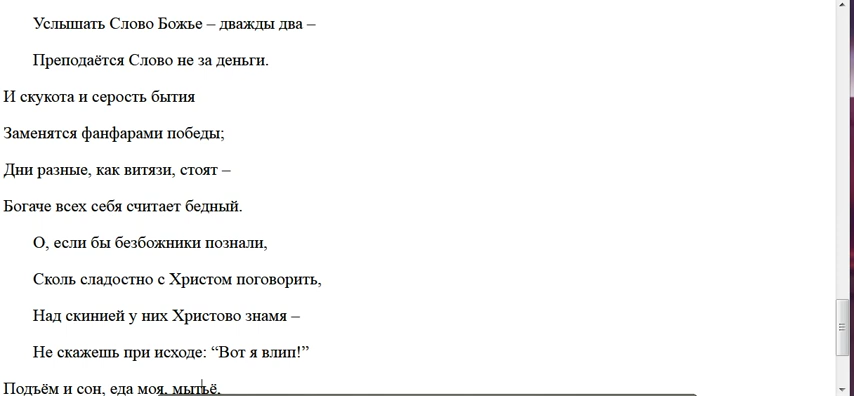 Услышать Слово Божье – дважды два –
Преподаётся Слово не за деньги.
И скукота и серость бытия
Заменятся фанфарами победы;
Дни разные, как витязи, стоят –
Богаче всех себя считает бедный.
О, если бы безбожники познали,
Сколь сладостно с Христом поговорить,
Над скинией у них Христово знамя –
Не скажешь при исходе: “Вот я влип!”
Подъём и сон, еда моя, мытьё,